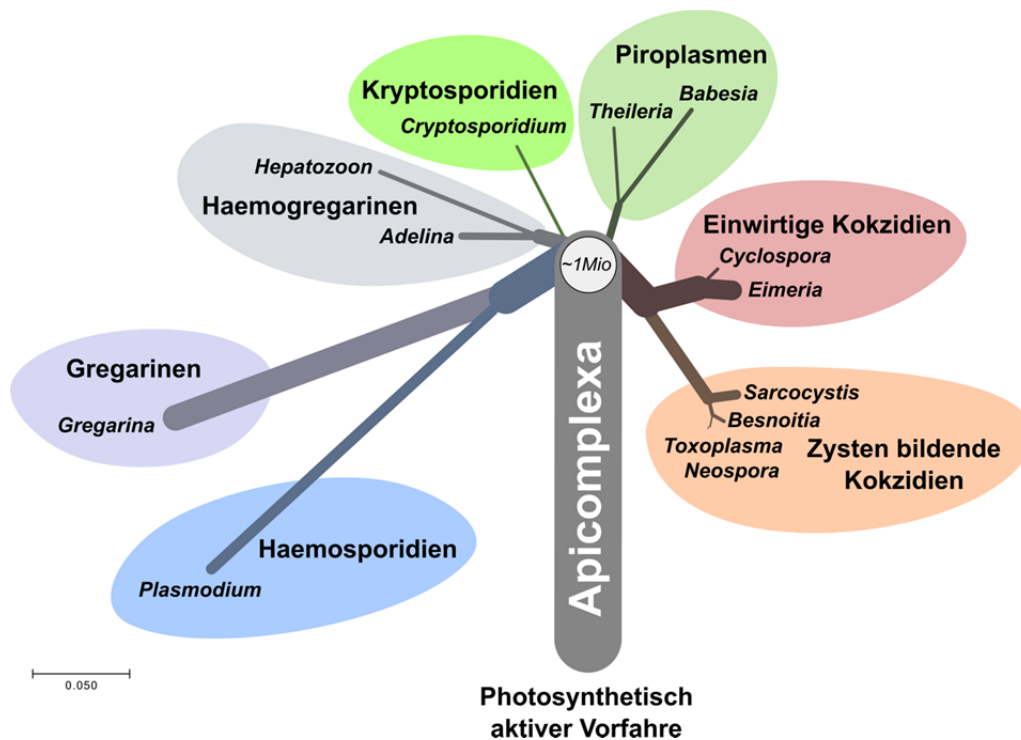 Piroplasmen
Theileria
Babesia
Kryptosporidien
Cryptosporidium
Hepatozoon
Haemogregarinen
Adelina
~1Mio
Einwirtige Kokzidien
Cyclospora
Eimeria
Gregarinen
Gregarina
Sarcocystis
Besnoitia
Toxoplasma
Neospora
Zysten bildende
Kokzidien
Haemosporidien
Plasmodium
Apicomplexa
0.050
Photosynthetisch
aktiver Vorfahre